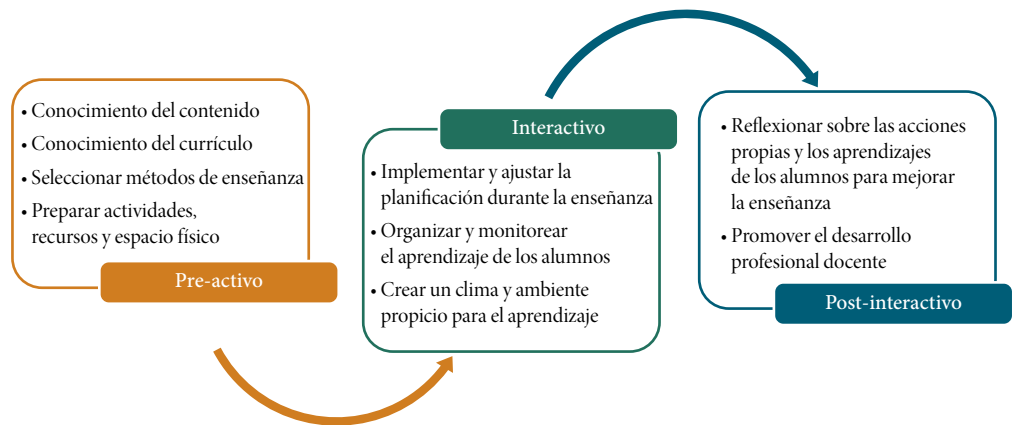 • Conocimiento del contenido
• Conocimiento del currículo
• Seleccionar métodos de enseñanza
• Preparar actividades,
recursos y espacio físico
Pre-activo
Interactivo
• Implementar y ajustar la
planificación durante la enseñanza
• Organizar y monitorear
el aprendizaje de los alumnos
• Crear un clima y ambiente
propicio para el aprendizaje
• Reflexionar sobre las acciones
propias y los aprendizajes
de los alumnos para mejorar
la enseñanza
• Promover el desarrollo
profesional docente
Post-interactivo